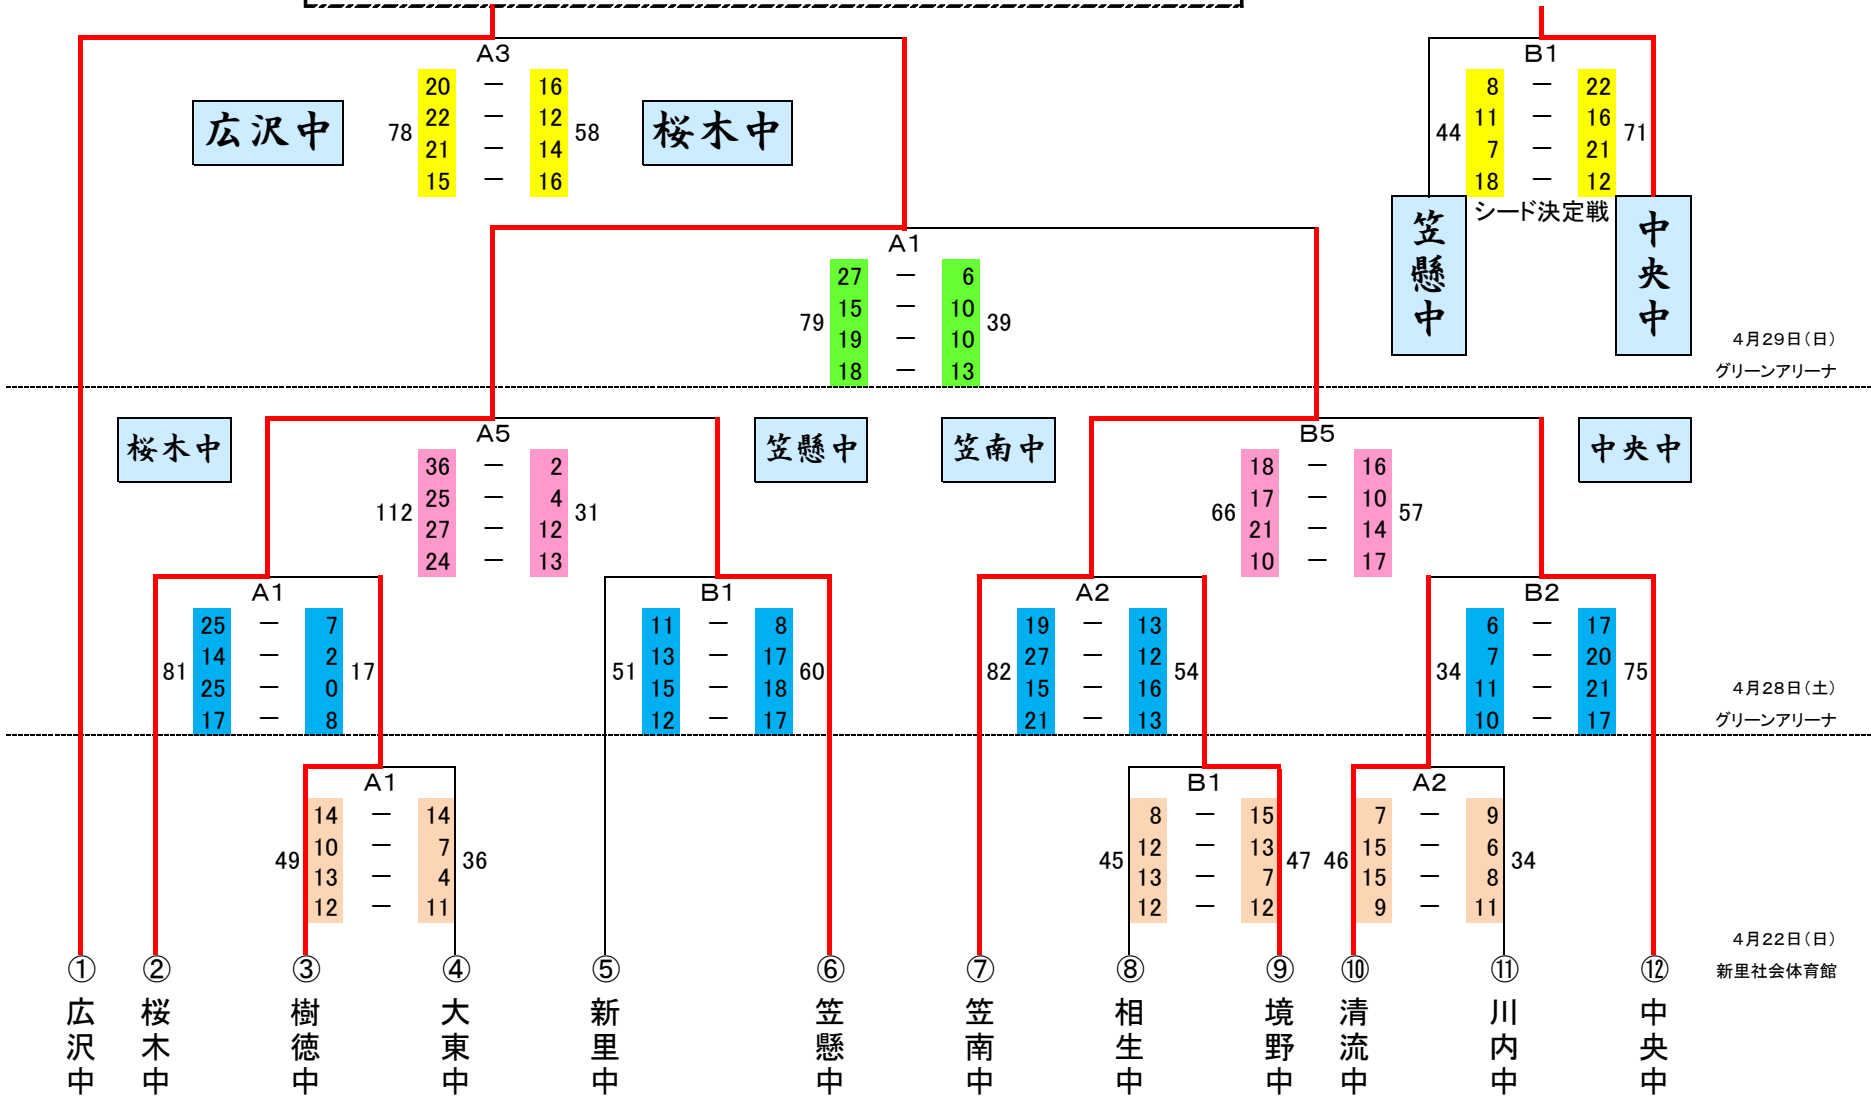 A3
B1
20 — 16
22 — 12
21 — 14
15 — 16
78
58
広沢中
桜木中
8 — 22
11 — 16
7 — 21
18 — 12
44
71
シード決定戦
笠懸中
中央中
A1
27 — 6
15 — 10
19 — 10
18 — 13
79
39
4月29日(日)
グリーンアリーナ
桜木中
笠懸中
笠南中
中央中
A5
36 — 2
25 — 4
27 — 12
24 — 13
112
31
B5
18 — 16
17 — 10
21 — 14
10 — 17
66
57
A1
25 — 7
14 — 2
25 — 0
17 — 8
81
17
B1
11 — 8
13 — 17
15 — 18
12 — 17
51
60
A2
19 — 13
27 — 12
15 — 16
21 — 13
82
54
B2
6 — 17
7 — 20
11 — 21
10 — 17
34
75
4月28日(土)
グリーンアリーナ
A1
14 — 14
10 — 7
13 — 4
12 — 11
49
36
B1
8 — 15
12 — 13
13 — 7
12 — 12
45
47
A2
7 — 9
15 — 6
15 — 8
9 — 11
46
34
4月22日(日)
新里社会体育館
① ② ③ ④ ⑤ ⑥ ⑦ ⑧ ⑨ ⑩ ⑪ ⑫
広沢中
桜木中
樹徳中
大東中
新里中
笠懸中
笠南中
相生中
境野中
清流中
川内中
中央中